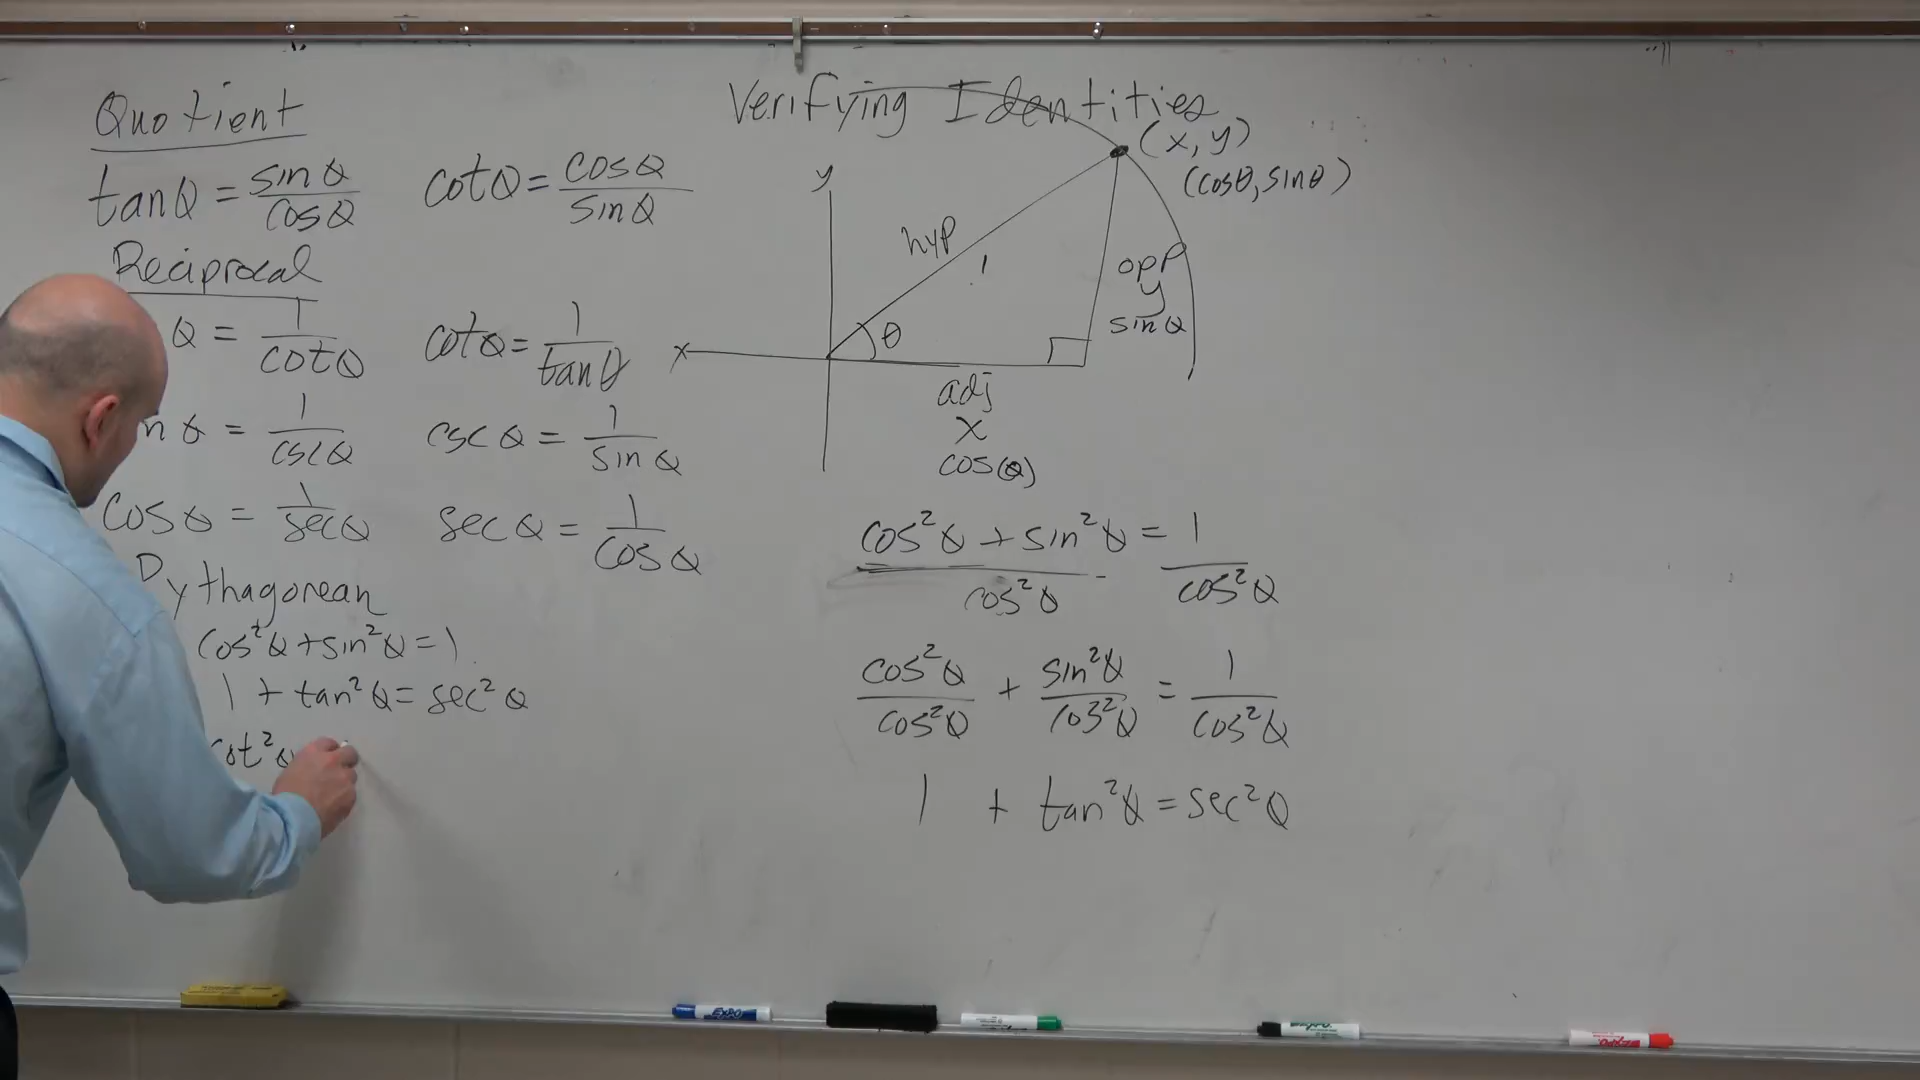 Verifying Identities
Quotient
tanθ = sinθ/cosθ cotθ = cosθ/sinθ
Reciprocal
θ = 1/cotθ cotθ = 1/tanθ
n θ = 1/cscθ cscθ = 1/sinθ
cosθ = 1/secθ secθ = 1/cosθ
Pythagorean
cos²θ + sin²θ = 1
1 + tan²θ = sec²θ
cot²θ
(x, y)
(cosθ, sinθ)
y
hyp
1
opp
y
sinθ
θ
x
adj
x
cos(θ)
cos²θ + sin²θ = 1
cos²θ cos²θ
cos²θ/cos²θ + sin²θ/cos²θ = 1/cos²θ
1 + tan²θ = sec²θ
EXPO